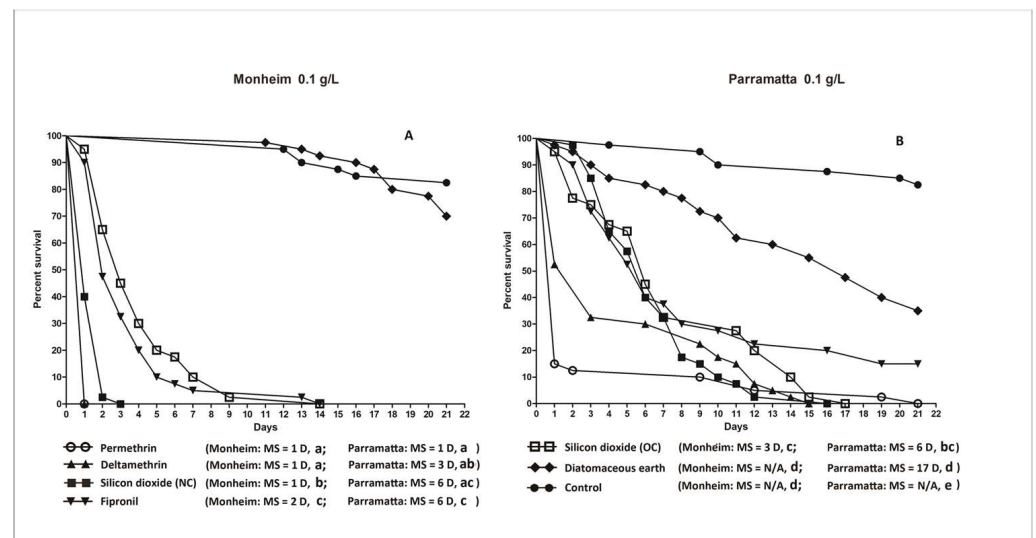 Monheim 0.1 g/L
A
Percent survival
100
90
80
70
60
50
40
30
20
10
0
0 1 2 3 4 5 6 7 8 9 10 11 12 13 14 15 16 17 18 19 20 21 22
Days
Parramatta 0.1 g/L
B
Percent survival
100
90
80
70
60
50
40
30
20
10
0
0 1 2 3 4 5 6 7 8 9 10 11 12 13 14 15 16 17 18 19 20 21 22
Days
Permethrin (Monheim: MS = 1 D, a; Parramatta: MS = 1 D, a )
Deltamethrin (Monheim: MS = 1 D, a; Parramatta: MS = 3 D, ab)
Silicon dioxide (NC) (Monheim: MS = 1 D, b; Parramatta: MS = 6 D, ac)
Fipronil (Monheim: MS = 2 D, c; Parramatta: MS = 6 D, c )
Silicon dioxide (OC) (Monheim: MS = 3 D, c; Parramatta: MS = 6 D, bc)
Diatomaceous earth (Monheim: MS = N/A, d; Parramatta: MS = 17 D, d )
Control (Monheim: MS = N/A, d; Parramatta: MS = N/A, e )